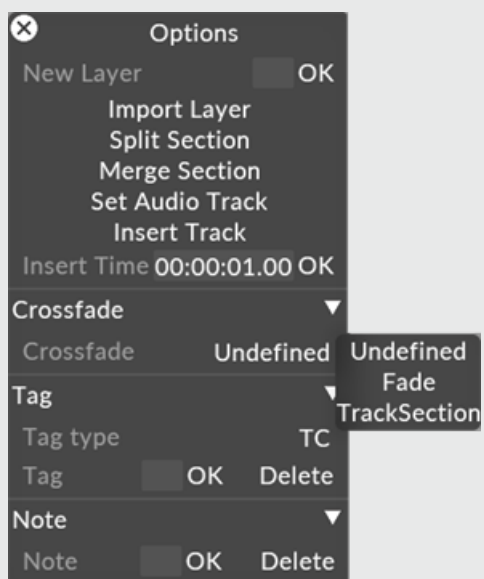 Options
New Layer OK
Import Layer
Split Section
Merge Section
Set Audio Track
Insert Track
Insert Time 00:00:01.00 OK
Crossfade
Crossfade Undefined
Undefined
Fade
TrackSection
Tag
Tag type TC
Tag OK Delete
Note
Note OK Delete